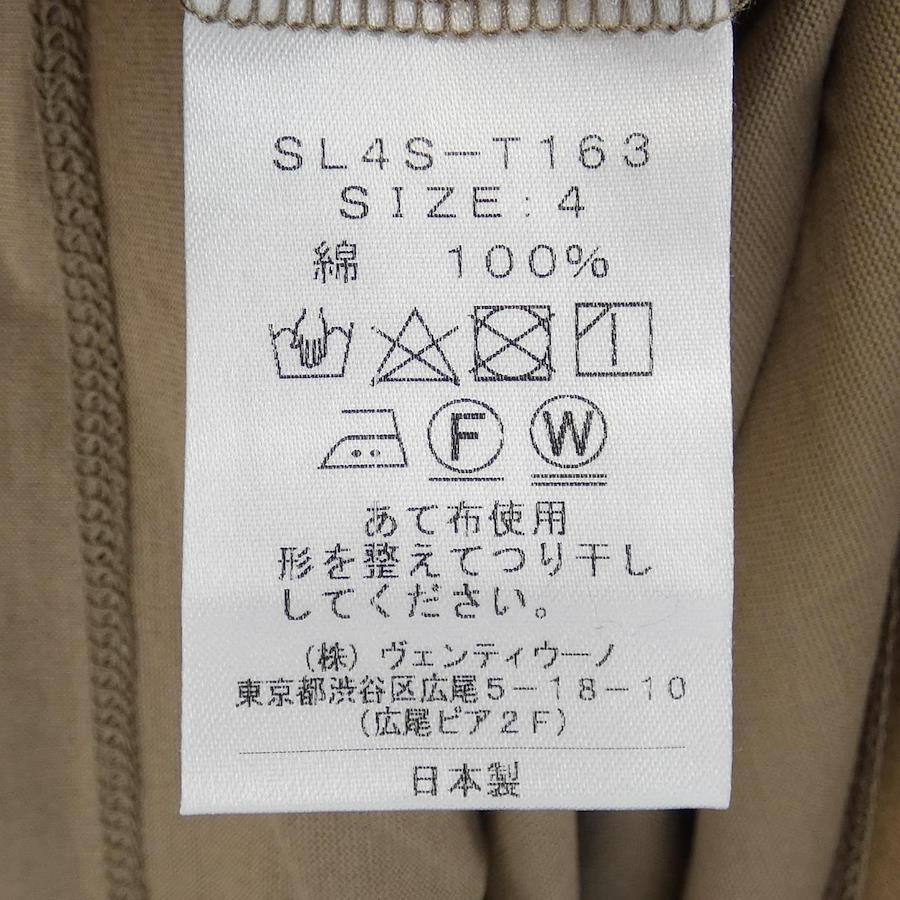 SL4S-T163
SIZE:4
綿 100%
F W
あて布使用
形を整えてつり干し
してください。
(株)ヴェンティウーノ
東京都渋谷区広尾5-18-10
(広尾ピア2F)
日本製